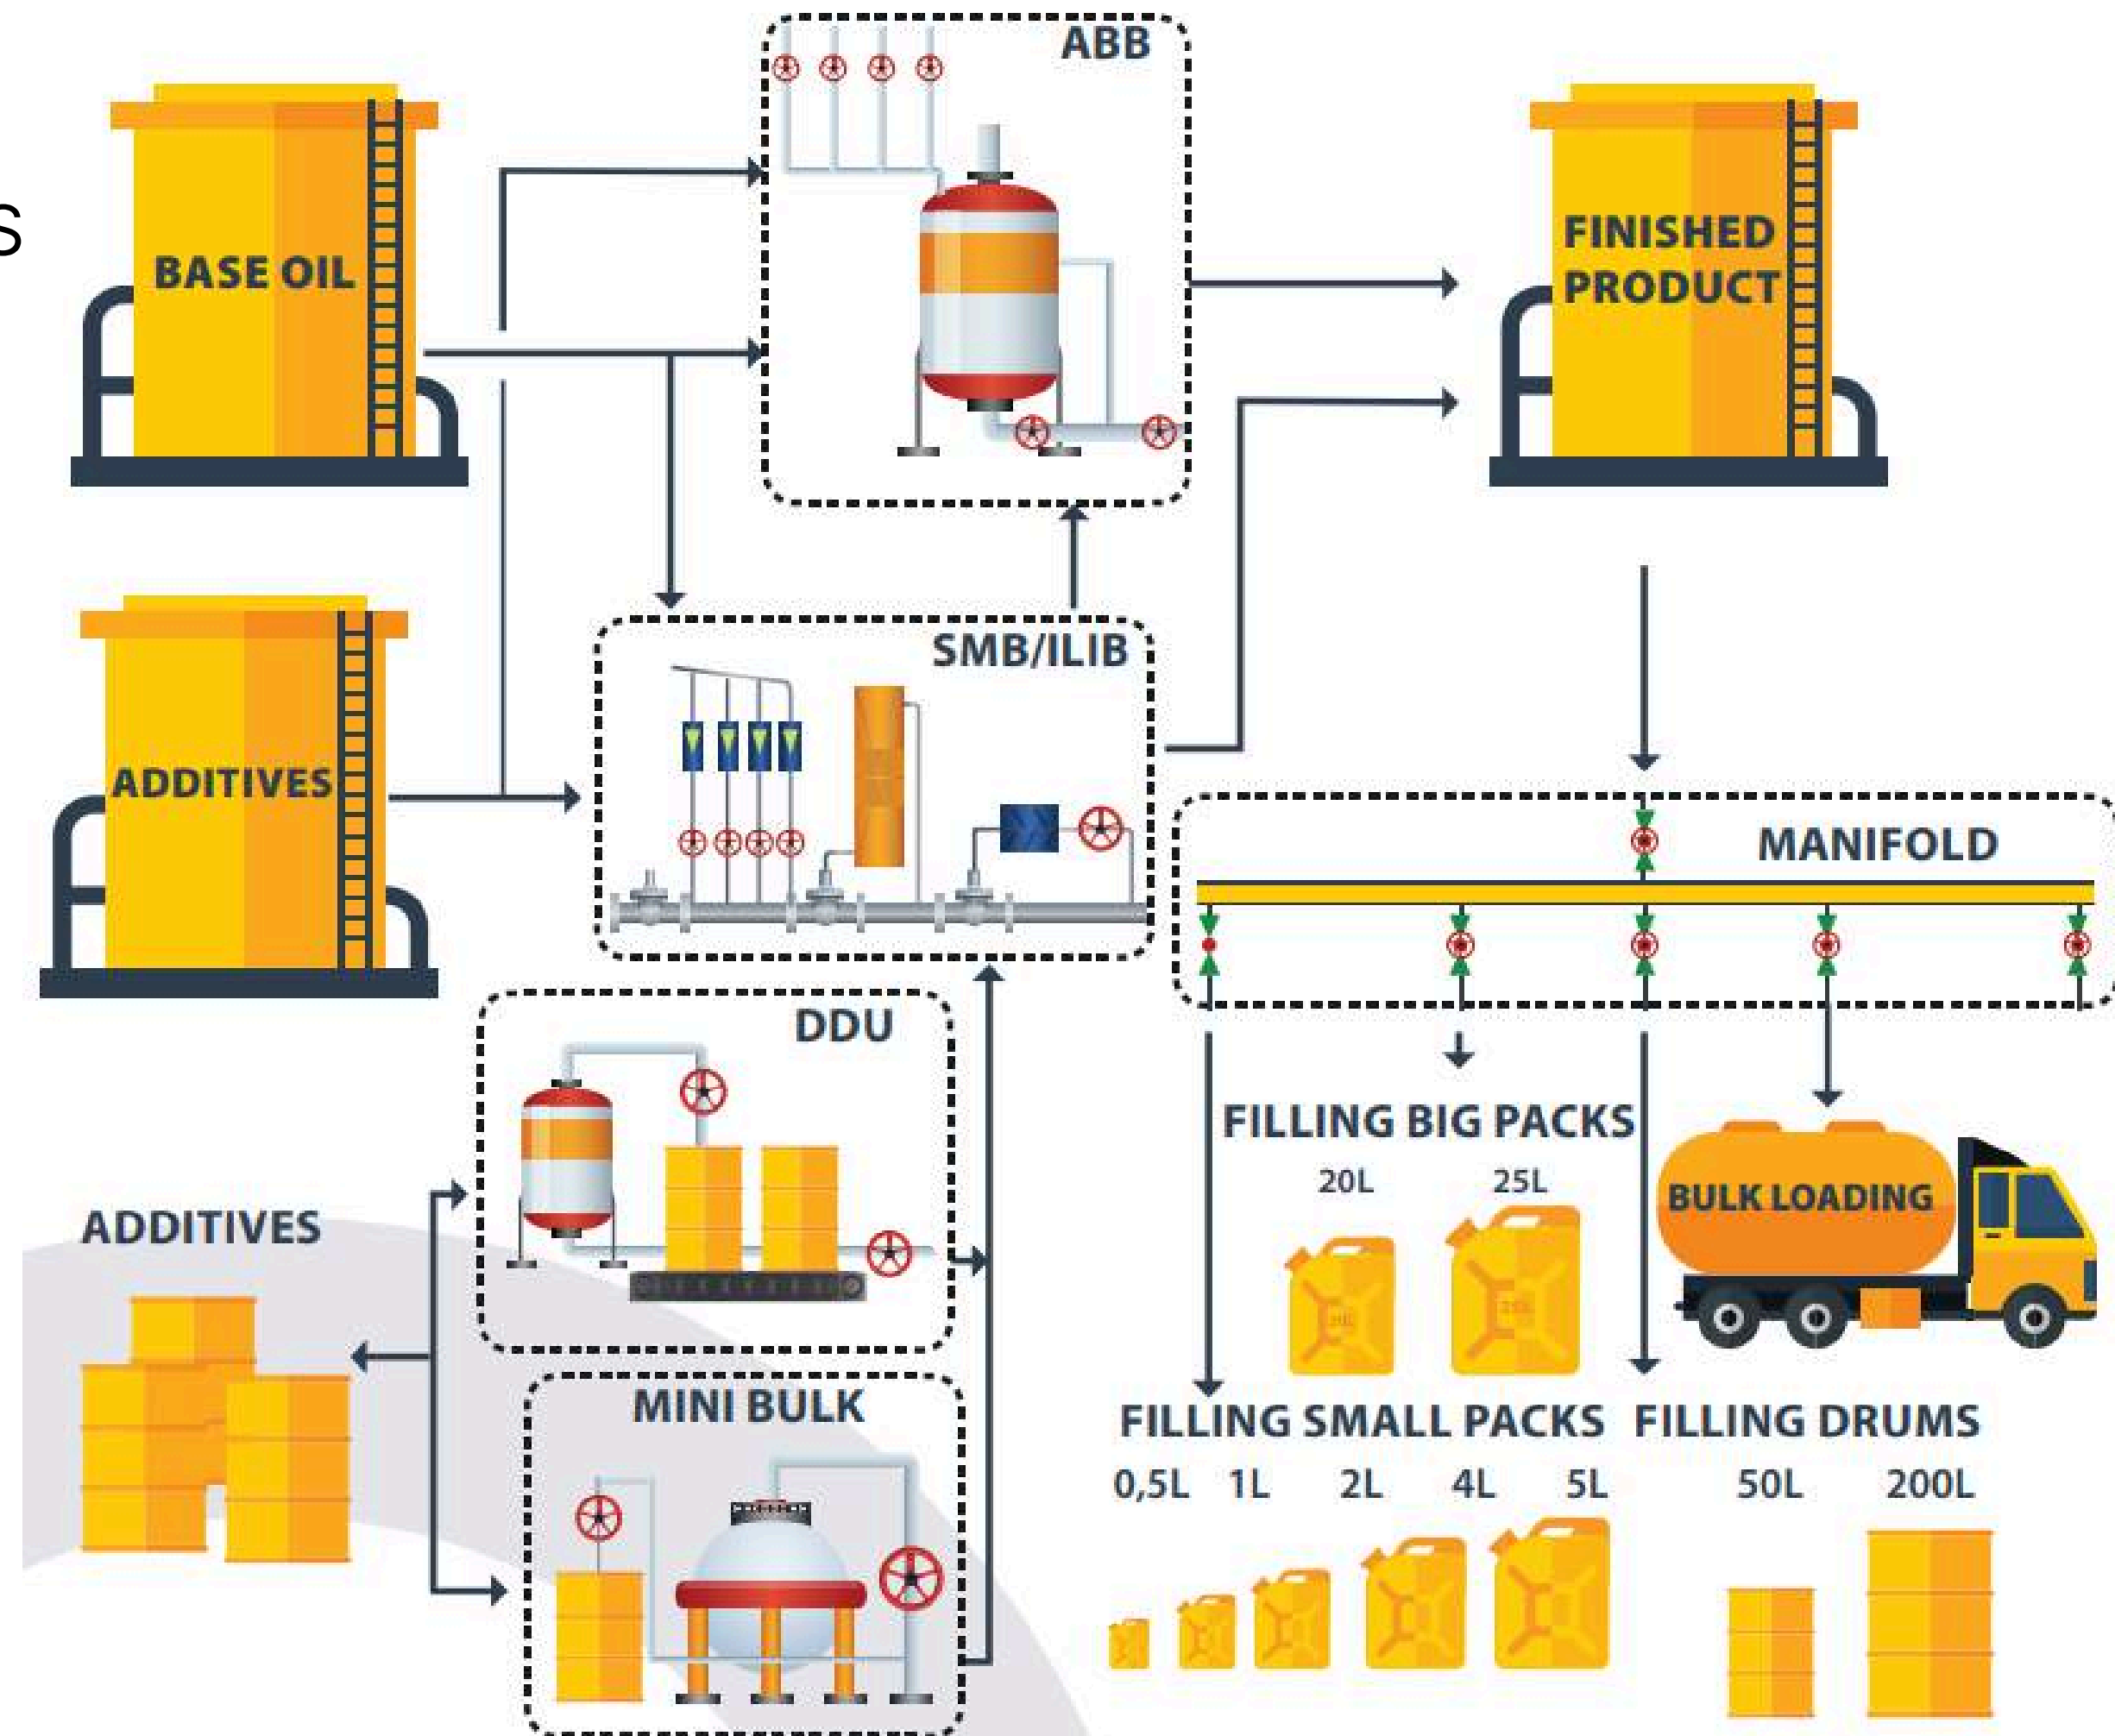 S
ABB
BASE OIL
FINISHED
PRODUCT
SMB/ILIB
ADDITIVES
MANIFOLD
DDU
FILLING BIG PACKS
20L 25L
BULK LOADING
ADDITIVES
MINI BULK
FILLING SMALL PACKS
0,5L 1L 2L 4L 5L
FILLING DRUMS
50L 200L